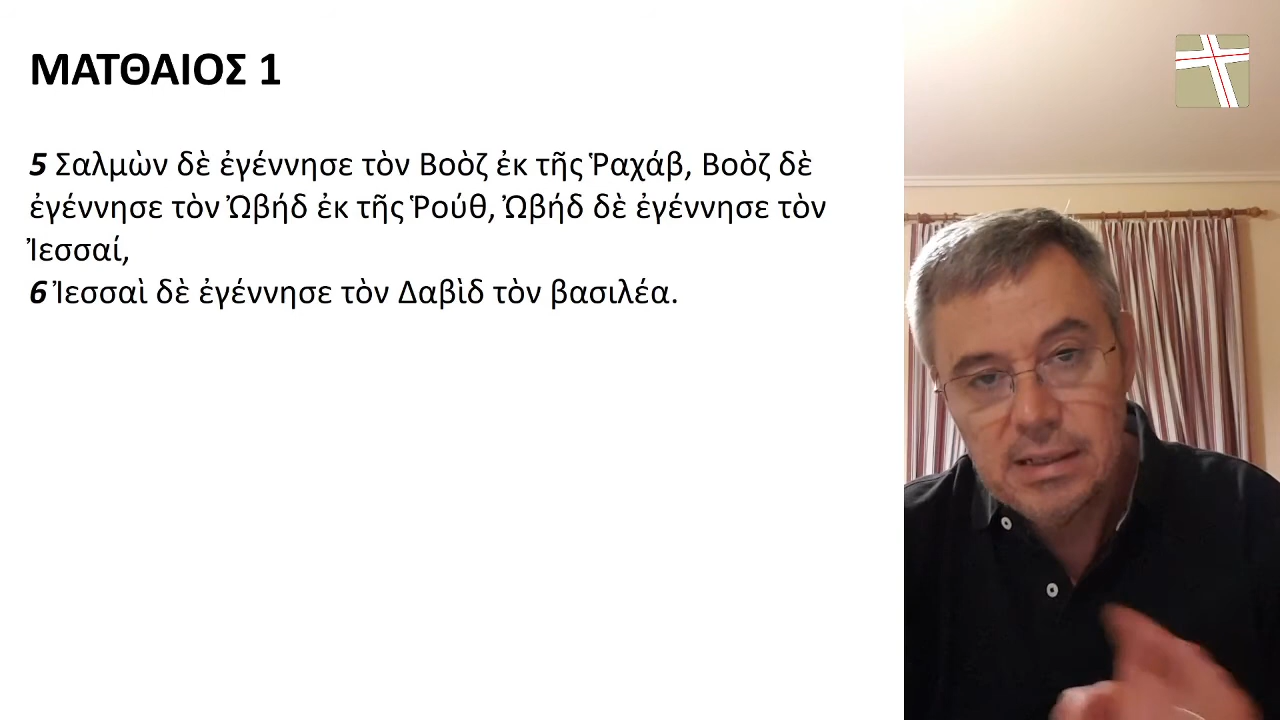 ΜΑΤΘΑΙΟΣ 1
5 Σαλμὼν δὲ ἐγέννησε τὸν Βοὸζ ἐκ τῆς Ῥαχάβ, Βοὸζ δὲ
ἐγέννησε τὸν Ὠβήδ ἐκ τῆς Ῥούθ, Ὠβήδ δὲ ἐγέννησε τὸν
Ἰεσσαί,
6 Ἰεσσαὶ δὲ ἐγέννησε τὸν Δαβὶδ τὸν βασιλέα.